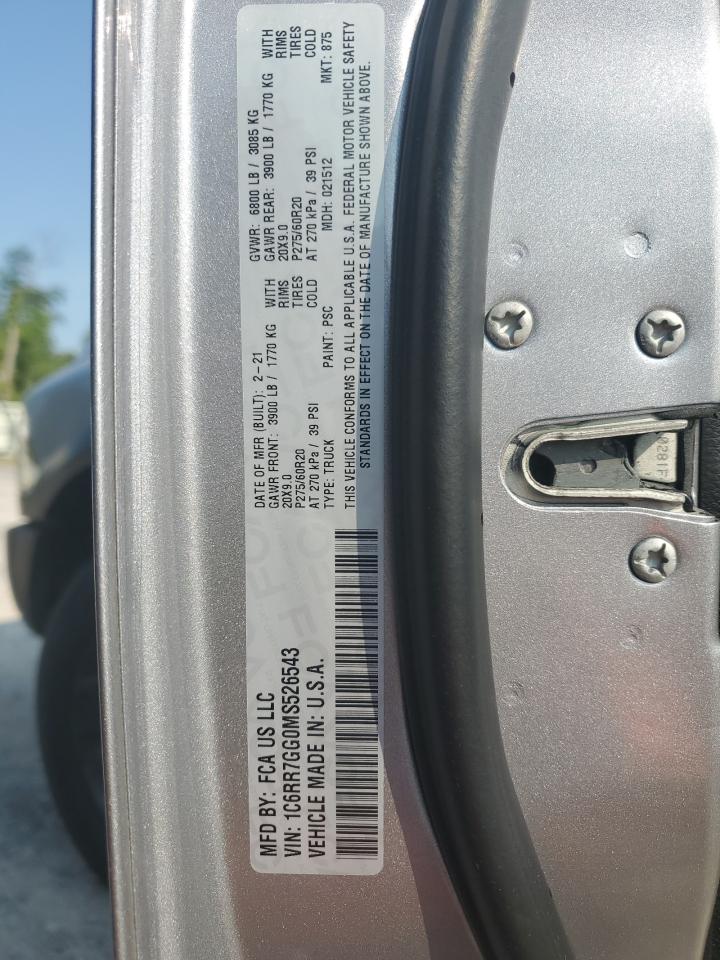 MFD BY: FCA US LLC
VIN: 1C6RR7GG0MS526543
VEHICLE MADE IN: U.S.A.
DATE OF MFR (BUILT): 2-21
GAWR FRONT: 3900 LB / 1770 KG WITH
20X9.0 RIMS
P275/60R20 TIRES
AT 270 kPa / 39 PSI COLD
TYPE: TRUCK PAINT: PSC
GVWR: 6800 LB / 3085 KG
GAWR REAR: 3900 LB / 1770 KG WITH
20X9.0 RIMS
P275/60R20 TIRES
AT 270 kPa / 39 PSI COLD
MDH: 021512 MKT: 875
THIS VEHICLE CONFORMS TO ALL APPLICABLE U.S.A. FEDERAL MOTOR VEHICLE SAFETY
STANDARDS IN EFFECT ON THE DATE OF MANUFACTURE SHOWN ABOVE.